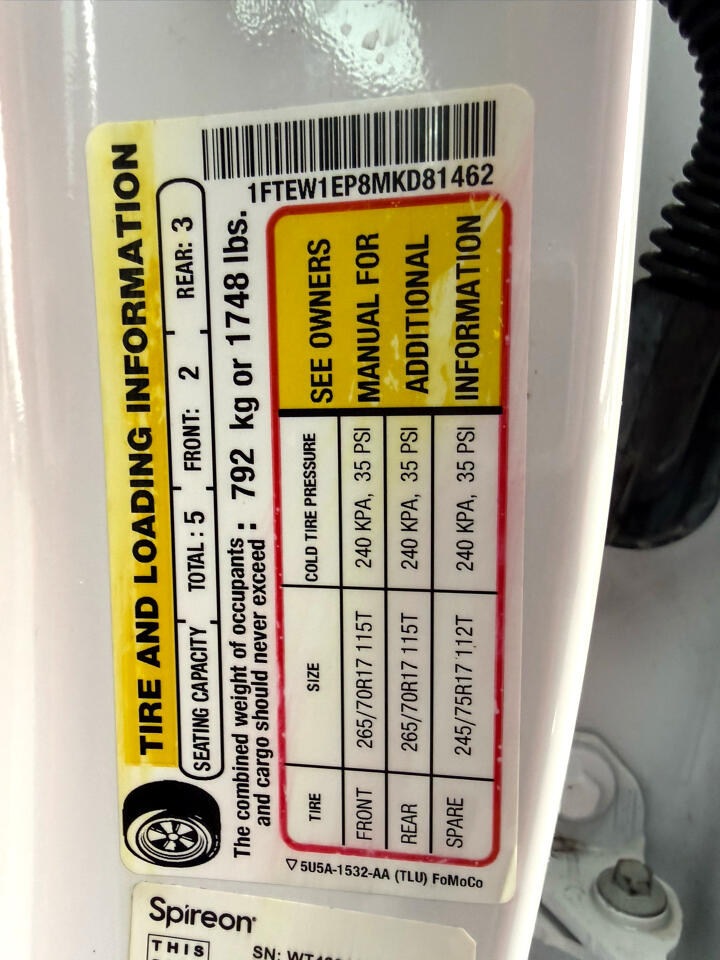 1FTEW1EP8MKD81462
TIRE AND LOADING INFORMATION
SEATING CAPACITY TOTAL : 5 FRONT: 2 REAR: 3
The combined weight of occupants
and cargo should never exceed : 792 kg or 1748 lbs.
TIRE SIZE COLD TIRE PRESSURE
FRONT 265/70R17 115T 240 KPA, 35 PSI
REAR 265/70R17 115T 240 KPA, 35 PSI
SPARE 245/75R17 112T 240 KPA, 35 PSI
SEE OWNERS
MANUAL FOR
ADDITIONAL
INFORMATION
5U5A-1532-AA (TLU) FoMoCo
Spireon
THIS
SN: